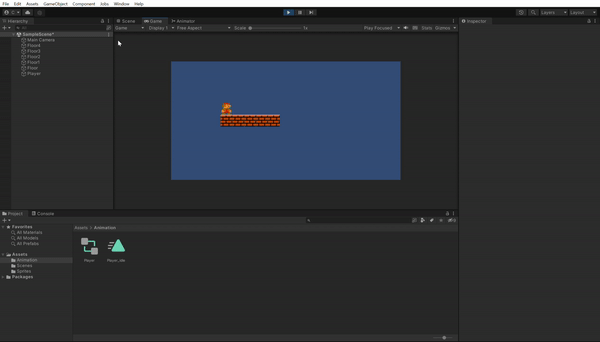 File Edit Assets GameObject Component Jobs Window Help
Layers Layout
Hierarchy Scene Game Animator Inspector
Game Display 1 Free Aspect Scale 1x Play Focused Stats Gizmos
SampleScene*
Main Camera
Floor4
Floor3
Floor2
Floor1
Floor
Player
Project Console
Favorites
All Materials
All Models
All Prefabs
Assets
Animation
Scenes
Sprites
Packages
Assets > Animation
Player Player_Idle